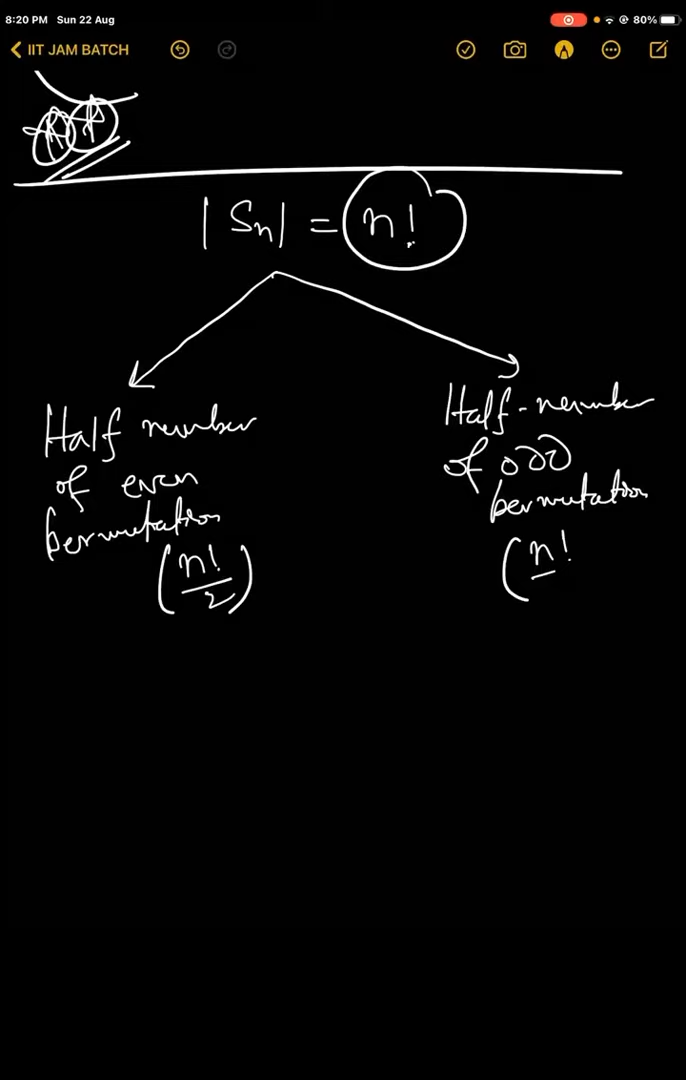 8:20 PM Sun 22 Aug
80%
IIT JAM BATCH
|Sn| = n!
Half number
of even
permutation
(n!/2)
Half-number
of odd
permutation
(n!